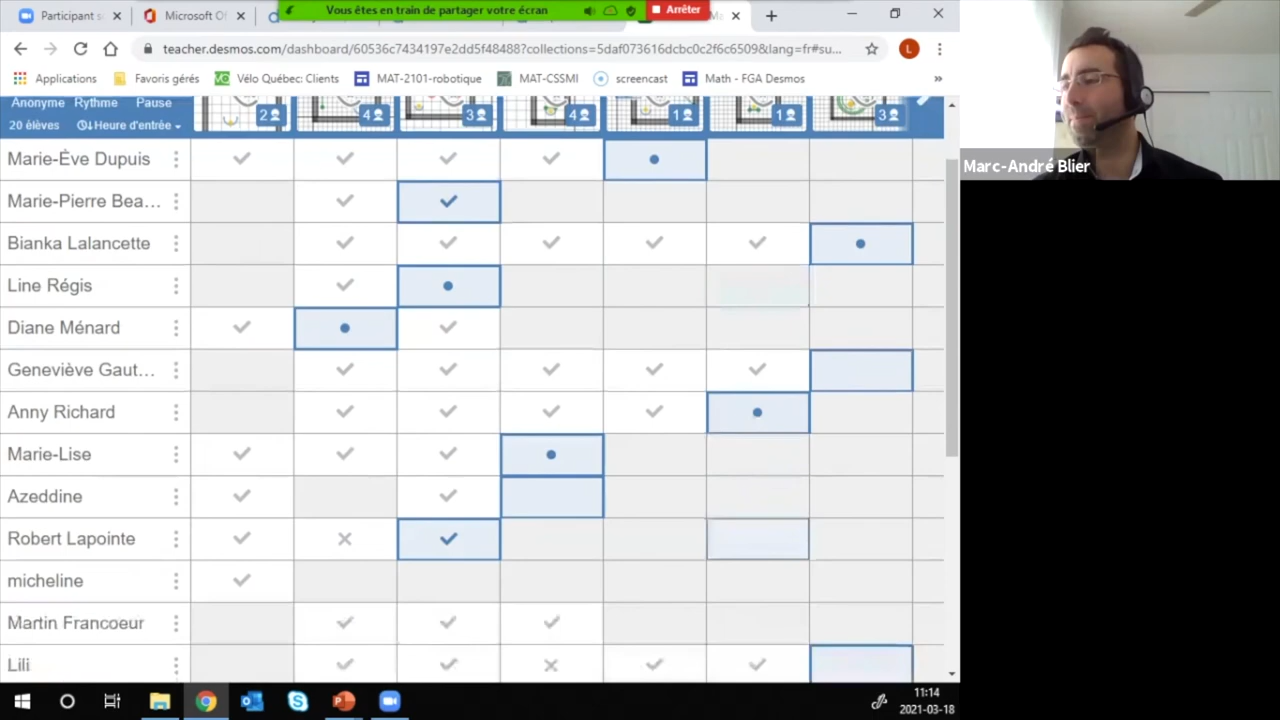 Vous êtes en train de partager votre écran
Arrêter
Participant s
Microsoft Of
teacher.desmos.com/dashboard/60536c7434197e2dd5f48488?collections=5daf073616dcbc0c2f6c6509&lang=fr#su...
L
Applications Favoris gérés Vélo Québec: Clients MAT-2101-robotique MAT-CSSMI screencast Math - FGA Desmos »
Anonyme Rythme Pause
20 élèves Heure d'entrée
2 4 3 4 1 1 3
Marie-Ève Dupuis
Marie-Pierre Bea...
Bianka Lalancette
Line Régis
Diane Ménard
Geneviève Gaut...
Anny Richard
Marie-Lise
Azeddine
Robert Lapointe
micheline
Martin Francoeur
Lili
Marc-André Blier
11:14
2021-03-18